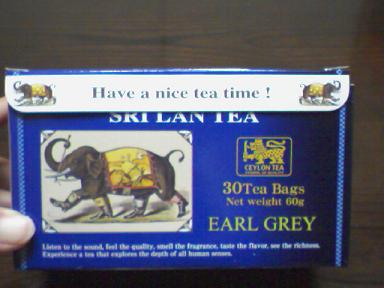 Have a nice tea time !
SRI LAN TEA
CEYLON TEA
30Tea Bags
Net weight 60g
EARL GREY
Listen to the sound, feel the quality, smell the fragrance, taste the flavor, see the richness.
Experience a tea that explores the depth of all human senses.